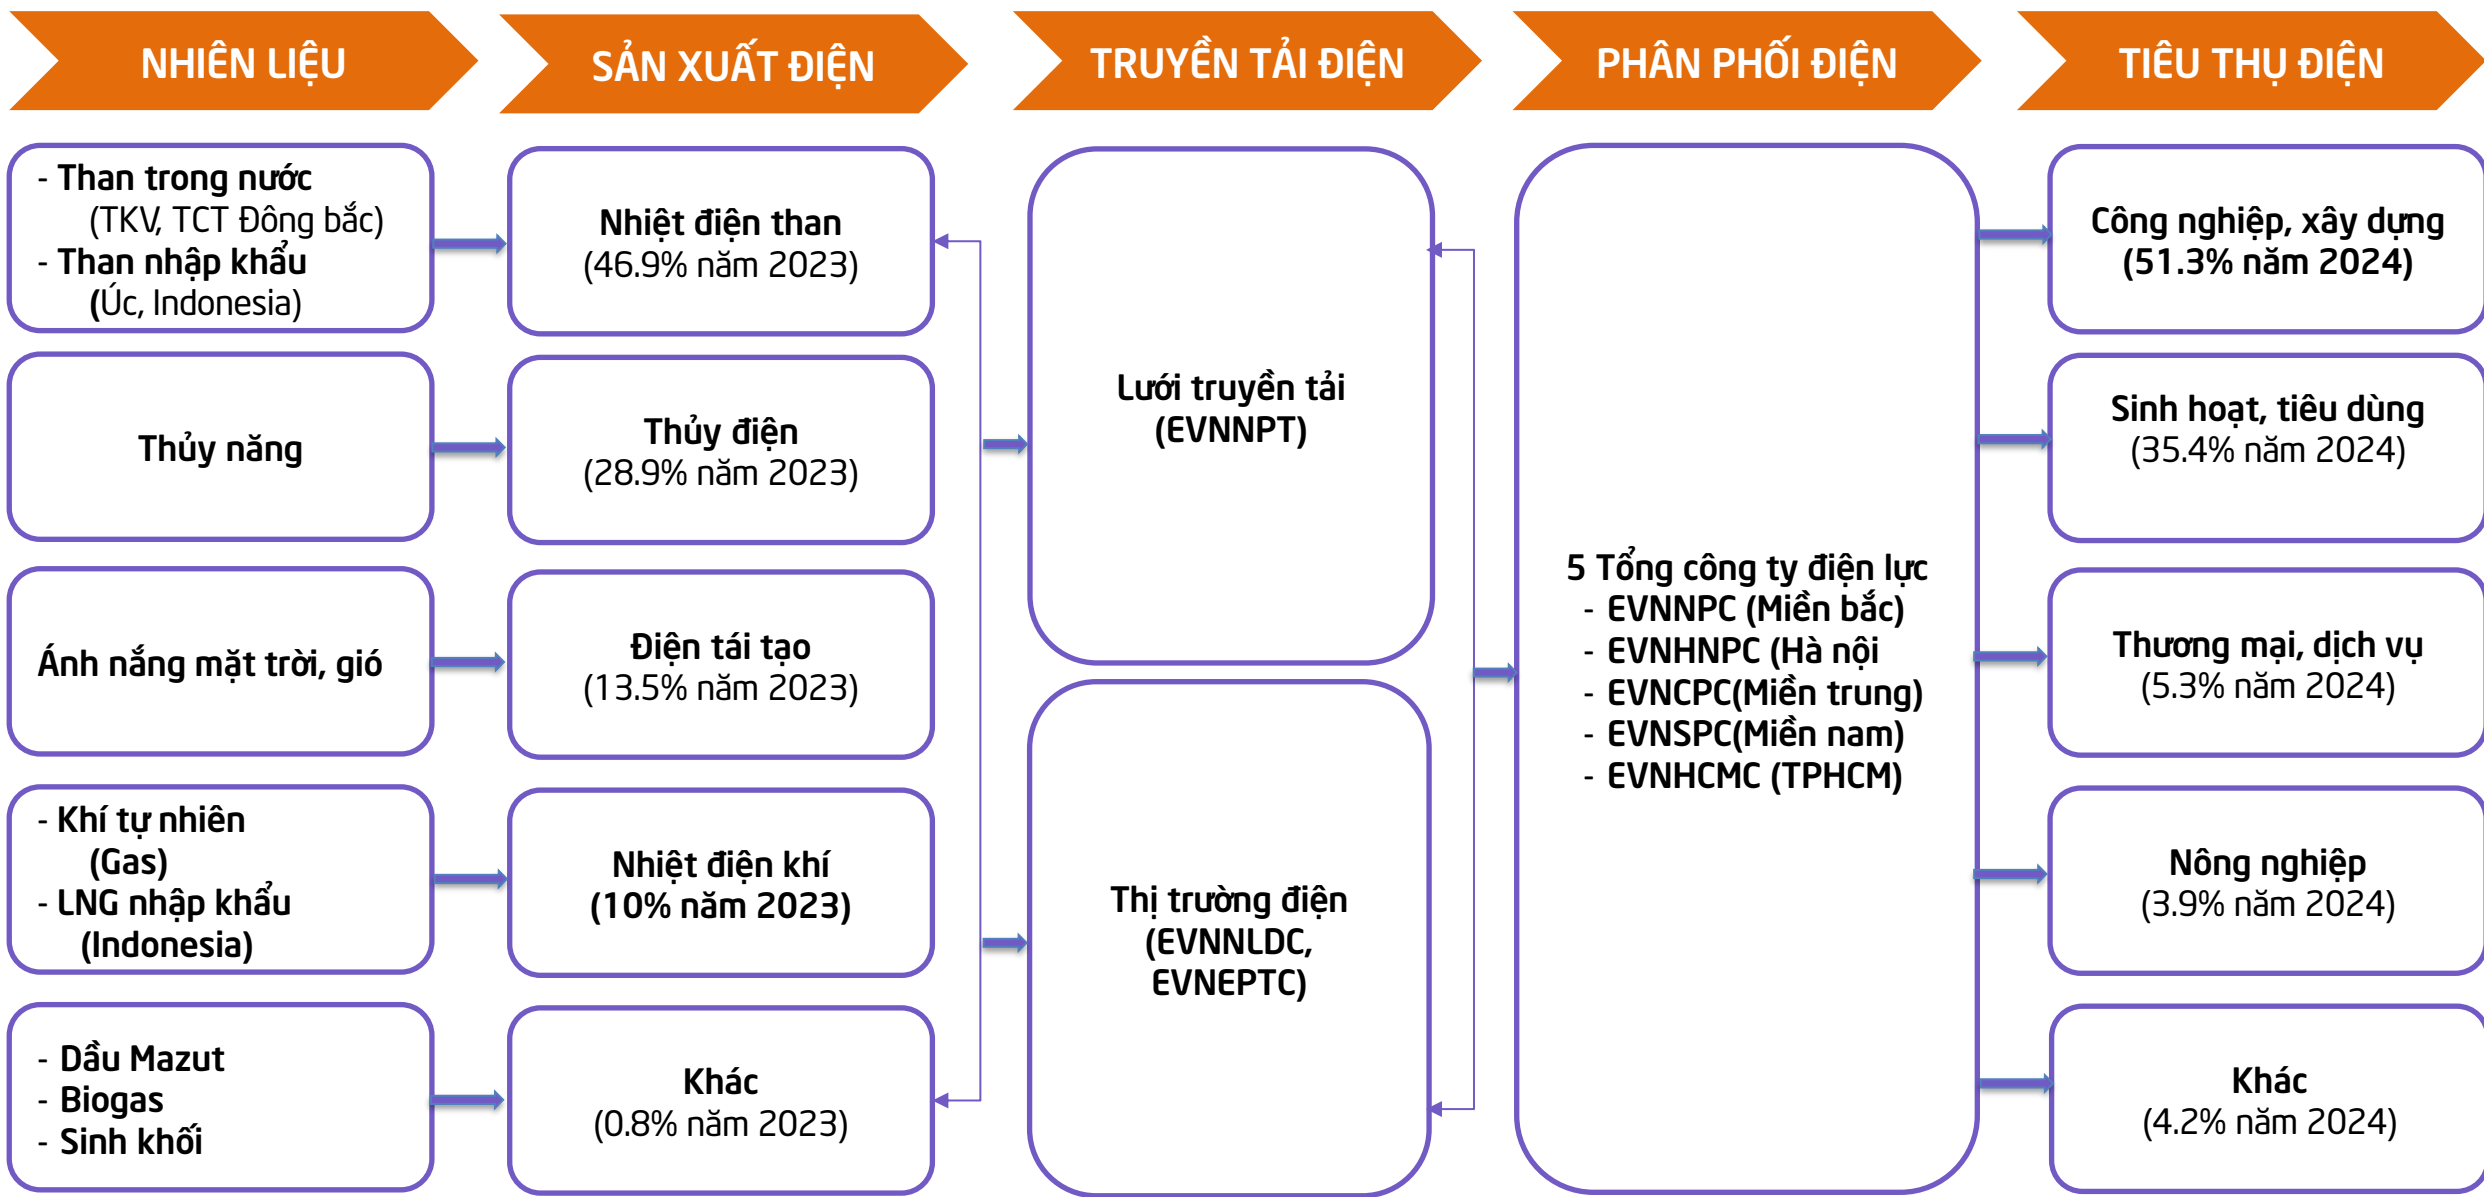 NHIÊN LIỆU
SẢN XUẤT ĐIỆN
TRUYỀN TẢI ĐIỆN
PHÂN PHỐI ĐIỆN
TIÊU THỤ ĐIỆN
- Than trong nước
(TKV, TCT Đông bắc)
- Than nhập khẩu
(Úc, Indonesia)
Thủy năng
Ánh nắng mặt trời, gió
- Khí tự nhiên
(Gas)
- LNG nhập khẩu
(Indonesia)
- Dầu Mazut
- Biogas
- Sinh khối
Nhiệt điện than
(46.9% năm 2023)
Thủy điện
(28.9% năm 2023)
Điện tái tạo
(13.5% năm 2023)
Nhiệt điện khí
(10% năm 2023)
Khác
(0.8% năm 2023)
Lưới truyền tải
(EVNNPT)
Thị trường điện
(EVNNLDC,
EVNEPTC)
5 Tổng công ty điện lực
- EVNNPC (Miền bắc)
- EVNHNPC (Hà nội
- EVNCPC(Miền trung)
- EVNSPC(Miền nam)
- EVNHCMC (TPHCM)
Công nghiệp, xây dựng
(51.3% năm 2024)
Sinh hoạt, tiêu dùng
(35.4% năm 2024)
Thương mại, dịch vụ
(5.3% năm 2024)
Nông nghiệp
(3.9% năm 2024)
Khác
(4.2% năm 2024)